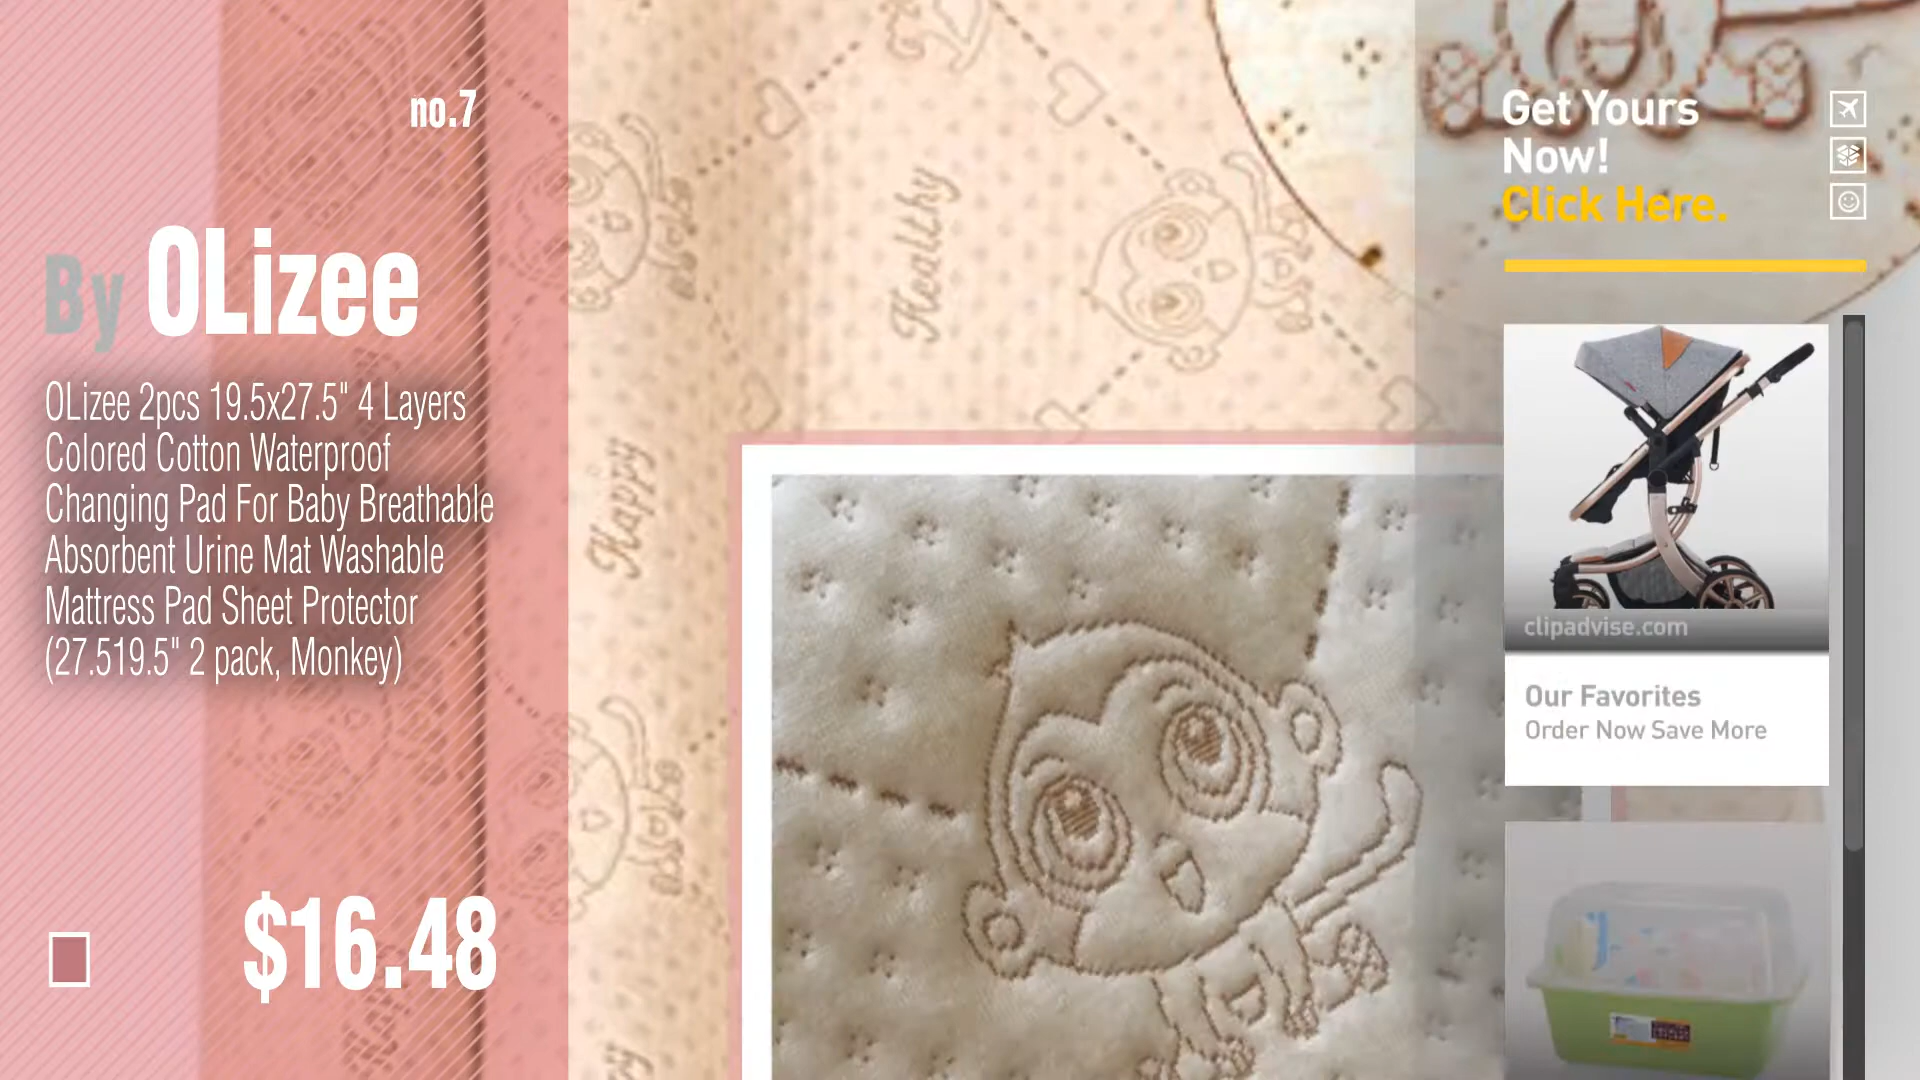 no.7
By OLizee
OLizee 2pcs 19.5x27.5" 4 Layers
Colored Cotton Waterproof
Changing Pad For Baby Breathable
Absorbent Urine Mat Washable
Mattress Pad Sheet Protector
(27.519.5" 2 pack, Monkey)
$16.48
Healthy
Happy
Get Yours
Now!
Click Here.
clipadvise.com
Our Favorites
Order Now Save More